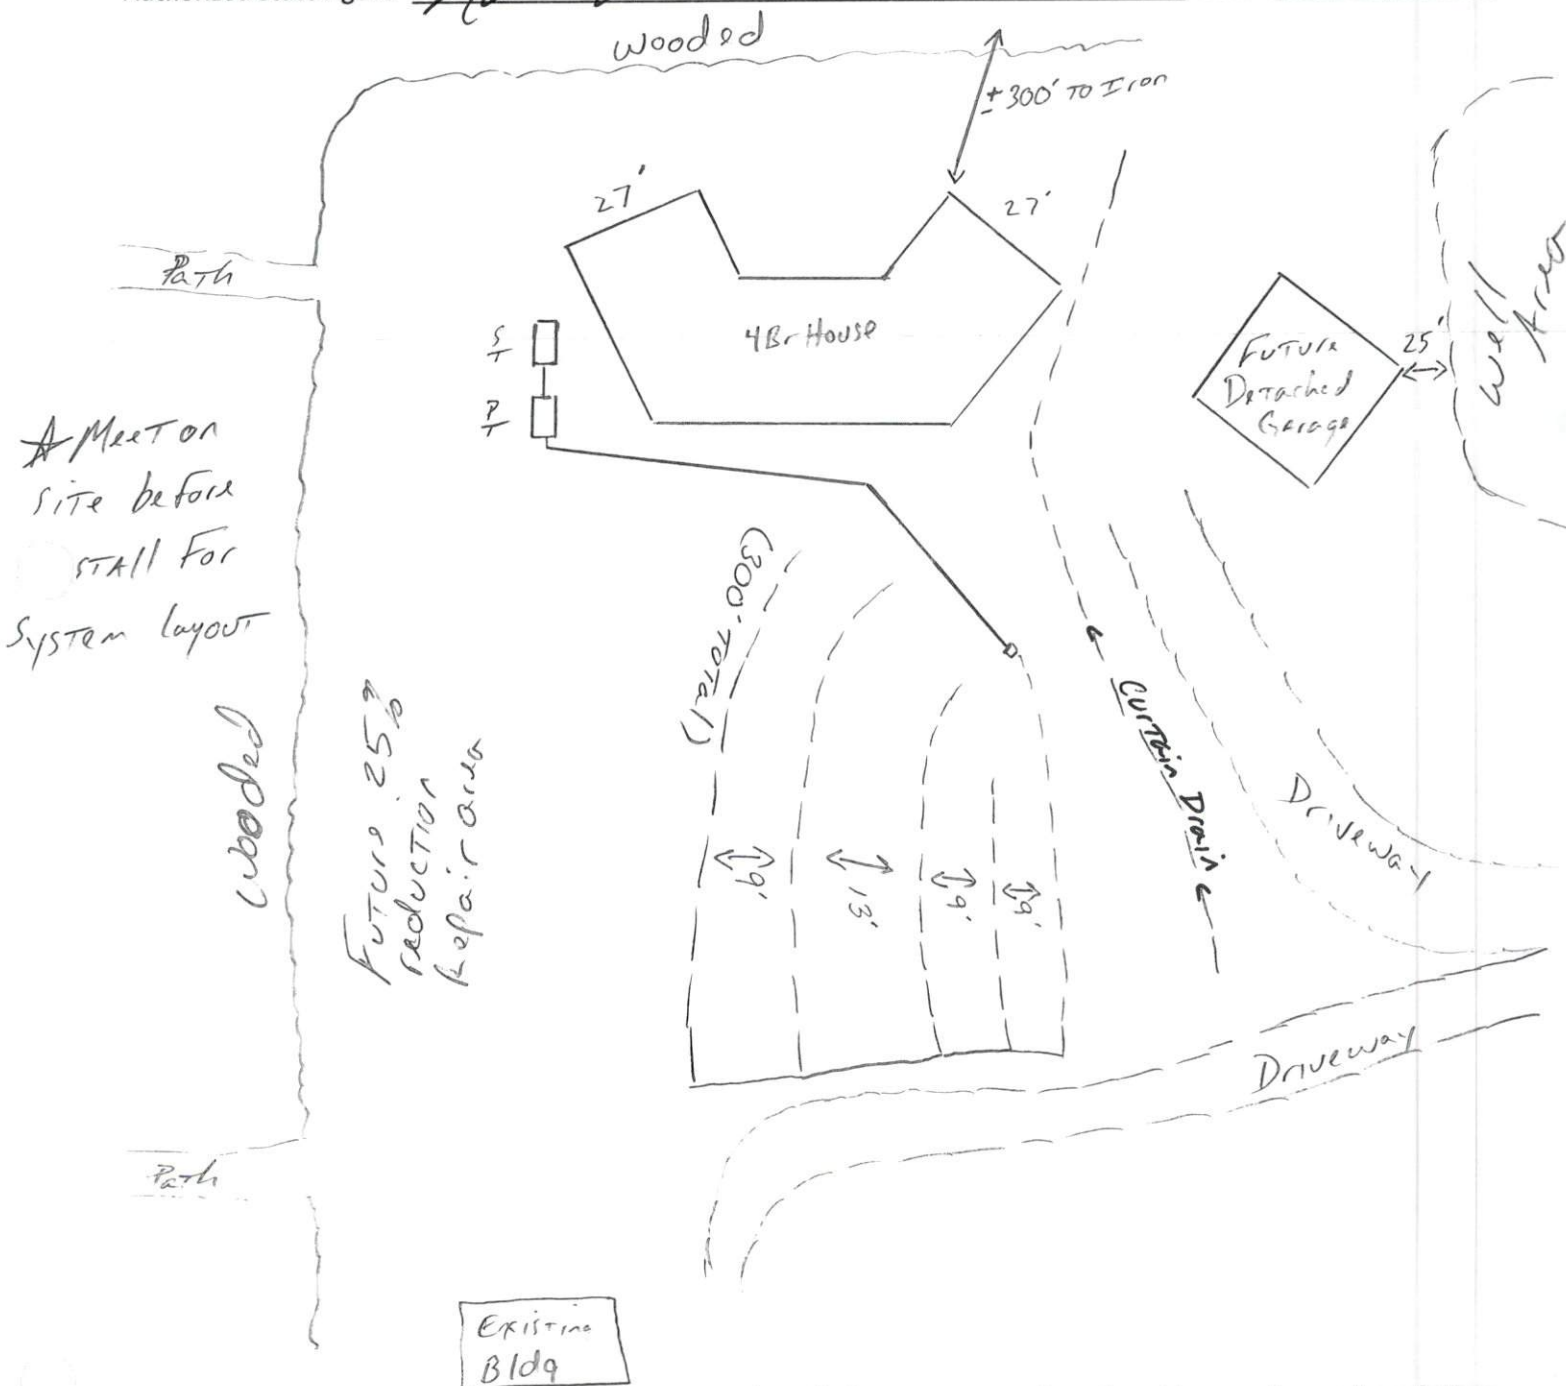 wooded
± 300' To Iron
27'
27'
Path
S
T
P
T
4Br House
Future
Detached
Garage
25'
Well
Area
☆ Meet on
site before
stall For
System layout
(300' Total)
Curtain Drain
Driveway
wooded
Future 25%
reduction
Repair area
9'
13'
9'
9'
Driveway
Path
Existing
Bldg